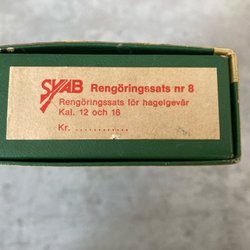 SVAB Rengöringssats nr 8
Rengöringssats för hagelgevär
Kal. 12 och 16
Kr. ............